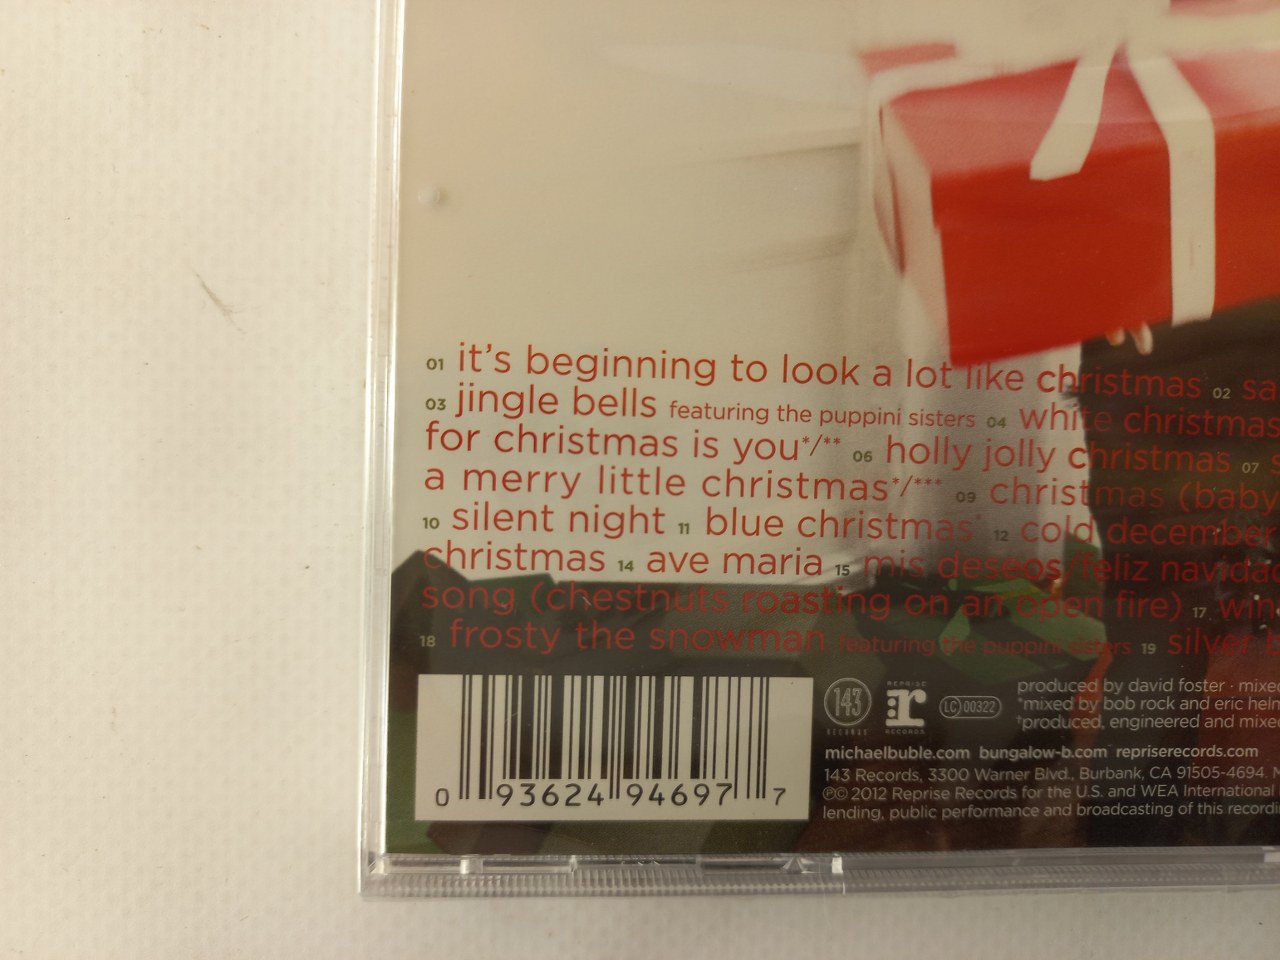 01 it's beginning to look a lot like christmas 02 sa
03 jingle bells featuring the puppini sisters 04 white christmas
for christmas is you*/** 06 holly jolly christmas 07
a merry little christmas*/*** 09 christmas (baby
10 silent night 11 blue christmas* 12 cold december
christmas 14 ave maria 15 mis deseos/feliz navidad
song (chestnuts roasting on an open fire) 17 win
18 frosty the snowman featuring the puppini sisters 19 silver b
0 93624 94697 7
143 RECORDS
REPRISE r RECORDS
LC 00322
produced by david foster · mixed
*mixed by bob rock and eric helm
†produced, engineered and mixed
michaelbuble.com bungalow-b.com repriserecords.com
143 Records, 3300 Warner Blvd., Burbank, CA 91505-4694.
℗© 2012 Reprise Records for the U.S. and WEA International
lending, public performance and broadcasting of this recordin